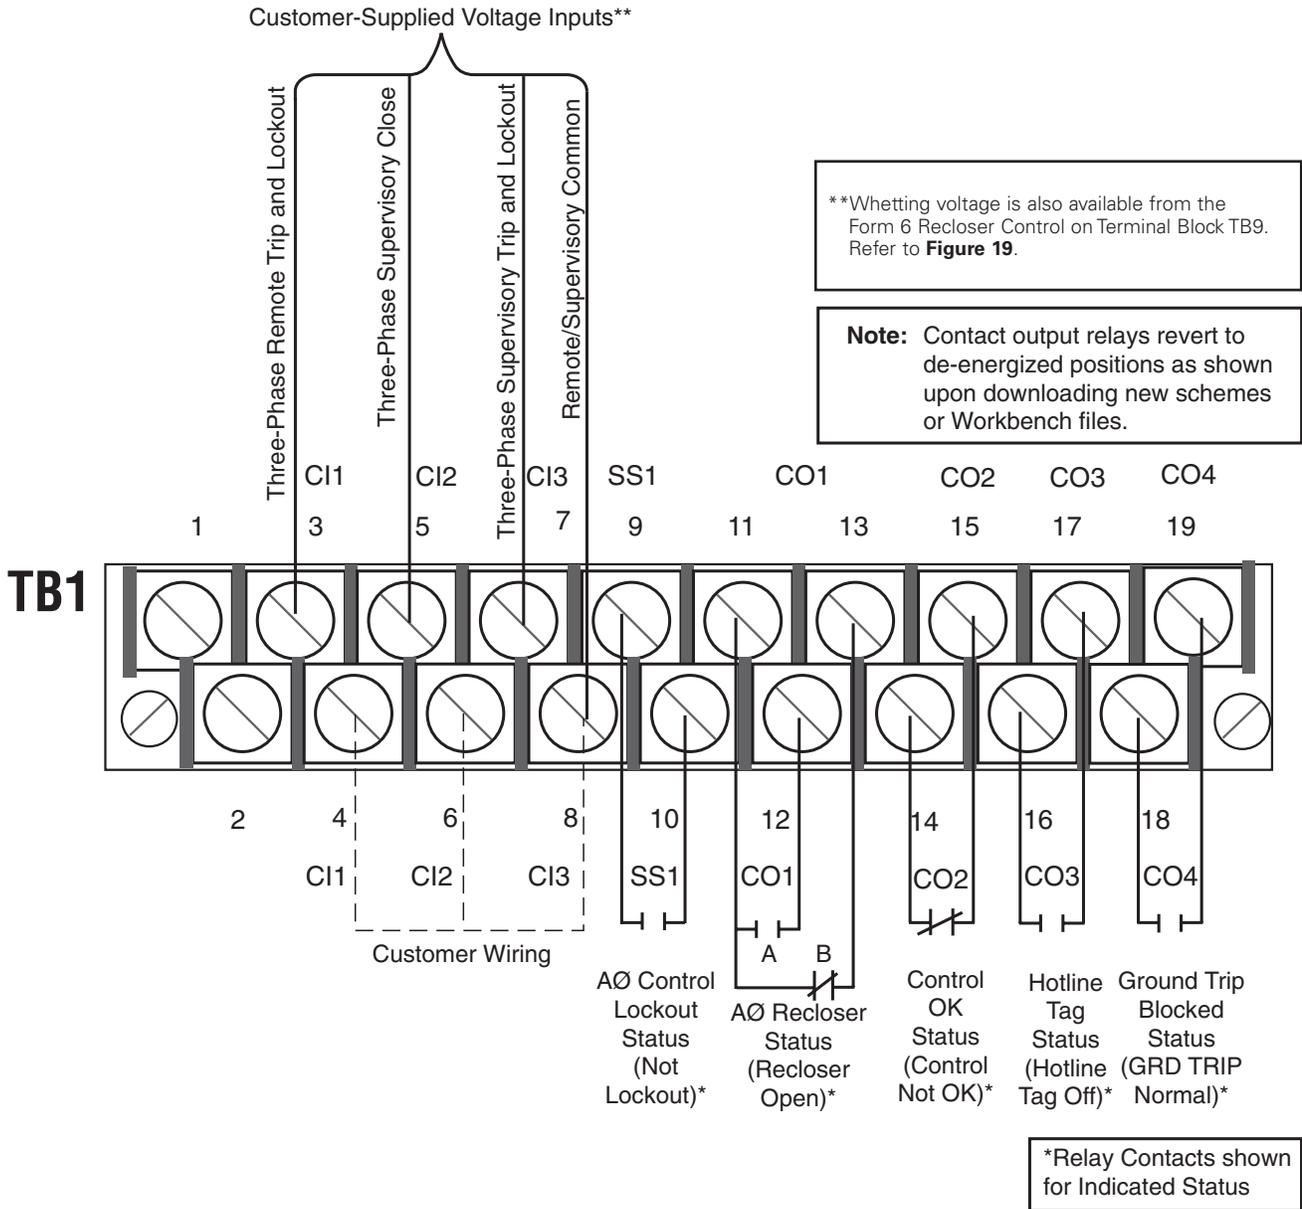 Customer-Supplied Voltage Inputs**
Three-Phase Remote Trip and Lockout
Three-Phase Supervisory Close
Three-Phase Supervisory Trip and Lockout
Remote/Supervisory Common
**Whetting voltage is also available from the
Form 6 Recloser Control on Terminal Block TB9.
Refer to Figure 19.
Note: Contact output relays revert to
de-energized positions as shown
upon downloading new schemes
or Workbench files.
CI1 CI2 CI3 SS1 CO1 CO2 CO3 CO4
1 3 5 7 9 11 13 15 17 19
TB1
2 4 6 8 10 12 14 16 18
CI1 CI2 CI3 SS1 CO1 CO2 CO3 CO4
Customer Wiring
A B
AØ Control
Lockout
Status
(Not
Lockout)*
AØ Recloser
Status
(Recloser
Open)*
Control
OK
Status
(Control
Not OK)*
Hotline
Tag
Status
(Hotline
Tag Off)*
Ground Trip
Blocked
Status
(GRD TRIP
Normal)*
*Relay Contacts shown
for Indicated Status